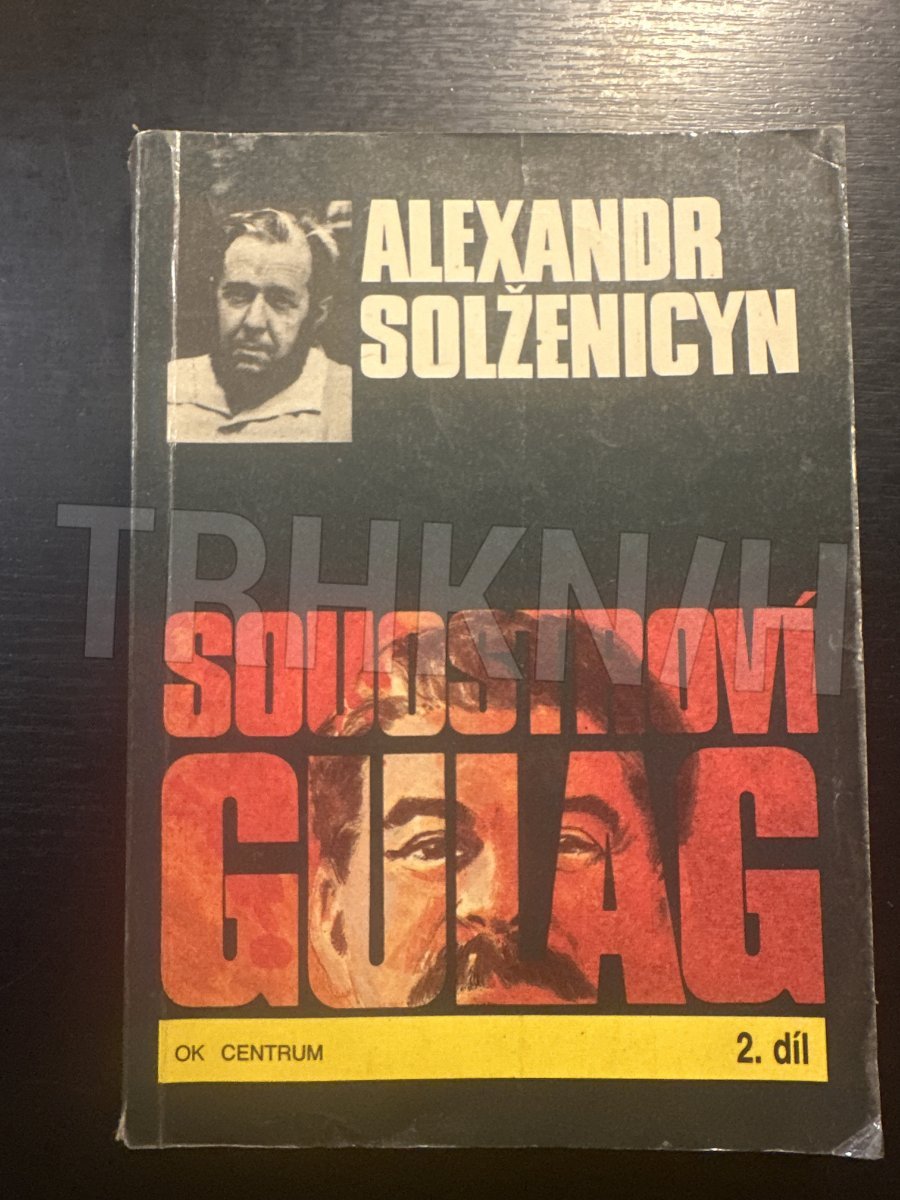 ALEXANDR
SOLŽENICYN
TRHKNIH
SOUOSTROVÍ
GULAG
OK CENTRUM
2. díl